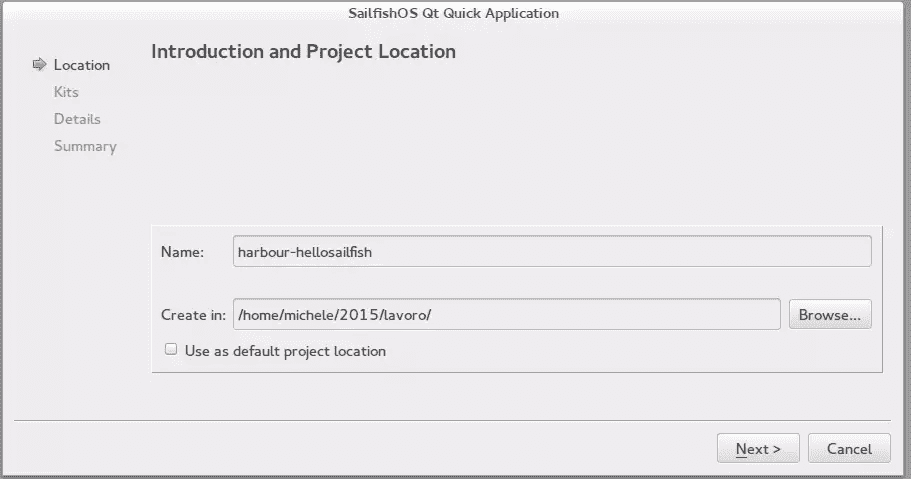 SailfishOS Qt Quick Application
Introduction and Project Location
Location
Kits
Details
Summary
Name: harbour-hellosailfish
Create in: /home/michele/2015/lavoro/ Browse...
Use as default project location
Next > Cancel